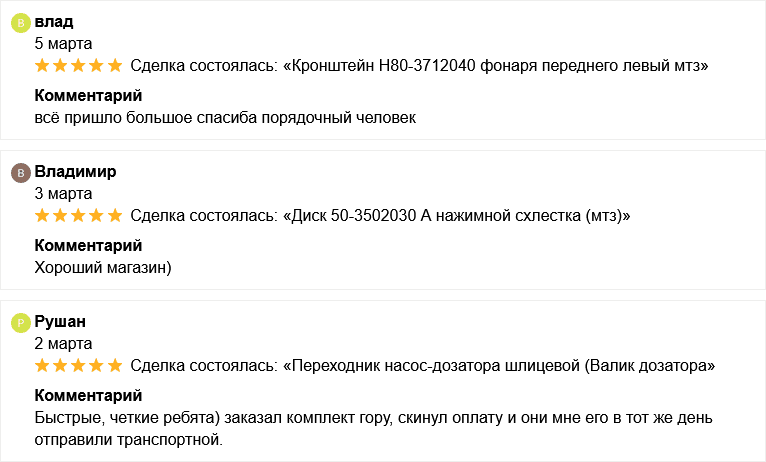 В влад
5 марта
Сделка состоялась: «Кронштейн Н80-3712040 фонаря переднего левый мтз»
Комментарий
всё пришло большое спасиба порядочный человек
В Владимир
3 марта
Сделка состоялась: «Диск 50-3502030 А нажимной схлестка (мтз)»
Комментарий
Хороший магазин)
Р Рушан
2 марта
Сделка состоялась: «Переходник насос-дозатора шлицевой (Валик дозатора»
Комментарий
Быстрые, четкие ребята) заказал комплект гору, скинул оплату и они мне его в тот же день
отправили транспортной.